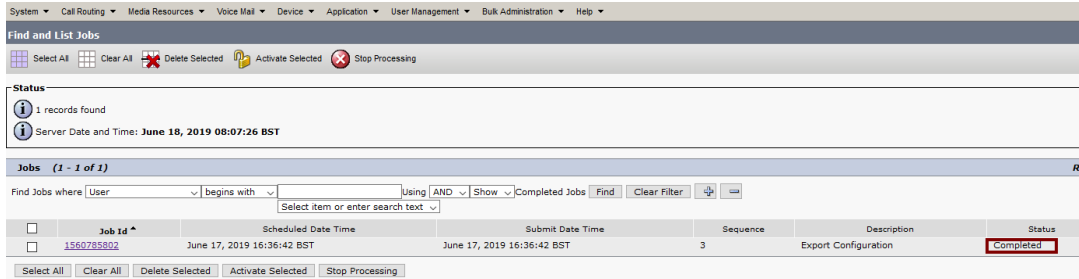 System Call Routing Media Resources Voice Mail Device Application User Management Bulk Administration Help
Find and List Jobs
Select All Clear All Delete Selected Activate Selected Stop Processing
Status
1 records found
Server Date and Time: June 18, 2019 08:07:26 BST
Jobs (1 - 1 of 1) R
Find Jobs where User begins with Using AND Show Completed Jobs Find Clear Filter
Select item or enter search text
Job Id Scheduled Date Time Submit Date Time Sequence Description Status
1560785802 June 17, 2019 16:36:42 BST June 17, 2019 16:36:42 BST 3 Export Configuration Completed
Select All Clear All Delete Selected Activate Selected Stop Processing